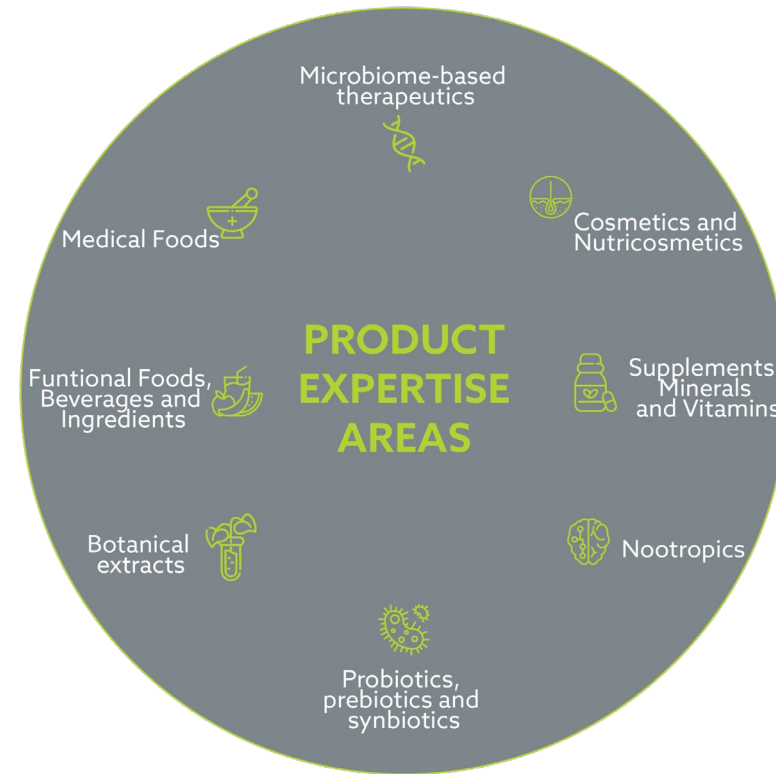 Microbiome-based
therapeutics
Cosmetics and
Nutricosmetics
Medical Foods
PRODUCT
EXPERTISE
AREAS
Supplements
Minerals
and Vitamins
Funtional Foods,
Beverages and
Ingredients
Botanical
extracts
Nootropics
Probiotics,
prebiotics and
synbiotics